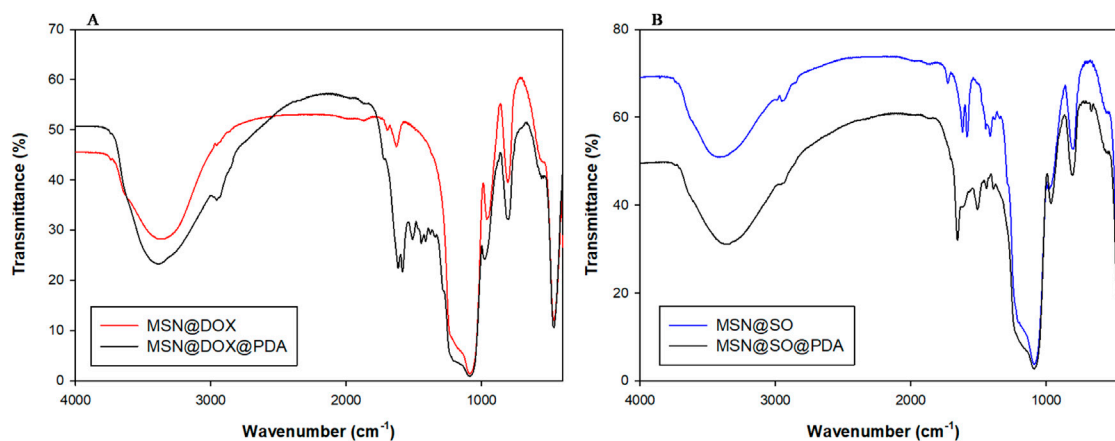 A
Transmittance (%)
70
60
50
40
30
20
10
0
MSN@DOX
MSN@DOX@PDA
4000 3000 2000 1000
Wavenumber (cm⁻¹)
B
Transmittance (%)
80
60
40
20
0
MSN@SO
MSN@SO@PDA
4000 3000 2000 1000
Wavenumber (cm⁻¹)